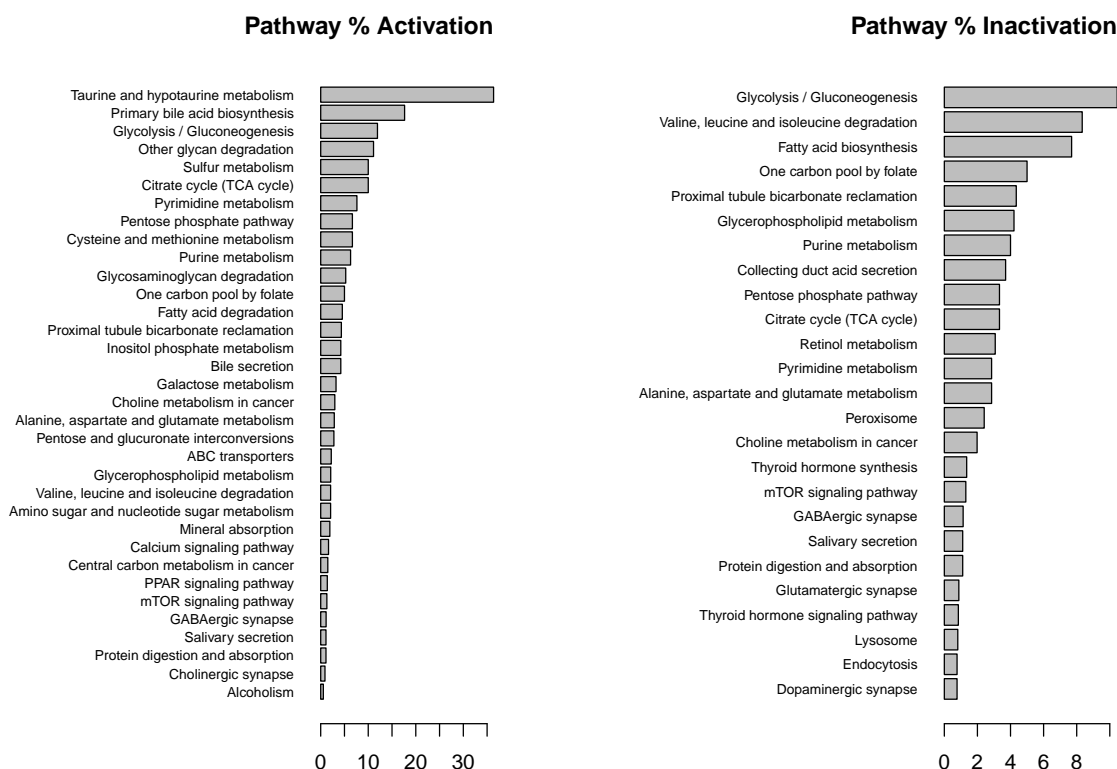 Pathway % Activation
Taurine and hypotaurine metabolism
Primary bile acid biosynthesis
Glycolysis / Gluconeogenesis
Other glycan degradation
Sulfur metabolism
Citrate cycle (TCA cycle)
Pyrimidine metabolism
Pentose phosphate pathway
Cysteine and methionine metabolism
Purine metabolism
Glycosaminoglycan degradation
One carbon pool by folate
Fatty acid degradation
Proximal tubule bicarbonate reclamation
Inositol phosphate metabolism
Bile secretion
Galactose metabolism
Choline metabolism in cancer
Alanine, aspartate and glutamate metabolism
Pentose and glucuronate interconversions
ABC transporters
Glycerophospholipid metabolism
Valine, leucine and isoleucine degradation
Amino sugar and nucleotide sugar metabolism
Mineral absorption
Calcium signaling pathway
Central carbon metabolism in cancer
PPAR signaling pathway
mTOR signaling pathway
GABAergic synapse
Salivary secretion
Protein digestion and absorption
Cholinergic synapse
Alcoholism
0 10 20 30
Pathway % Inactivation
Glycolysis / Gluconeogenesis
Valine, leucine and isoleucine degradation
Fatty acid biosynthesis
One carbon pool by folate
Proximal tubule bicarbonate reclamation
Glycerophospholipid metabolism
Purine metabolism
Collecting duct acid secretion
Pentose phosphate pathway
Citrate cycle (TCA cycle)
Retinol metabolism
Pyrimidine metabolism
Alanine, aspartate and glutamate metabolism
Peroxisome
Choline metabolism in cancer
Thyroid hormone synthesis
mTOR signaling pathway
GABAergic synapse
Salivary secretion
Protein digestion and absorption
Glutamatergic synapse
Thyroid hormone signaling pathway
Lysosome
Endocytosis
Dopaminergic synapse
0 2 4 6 8